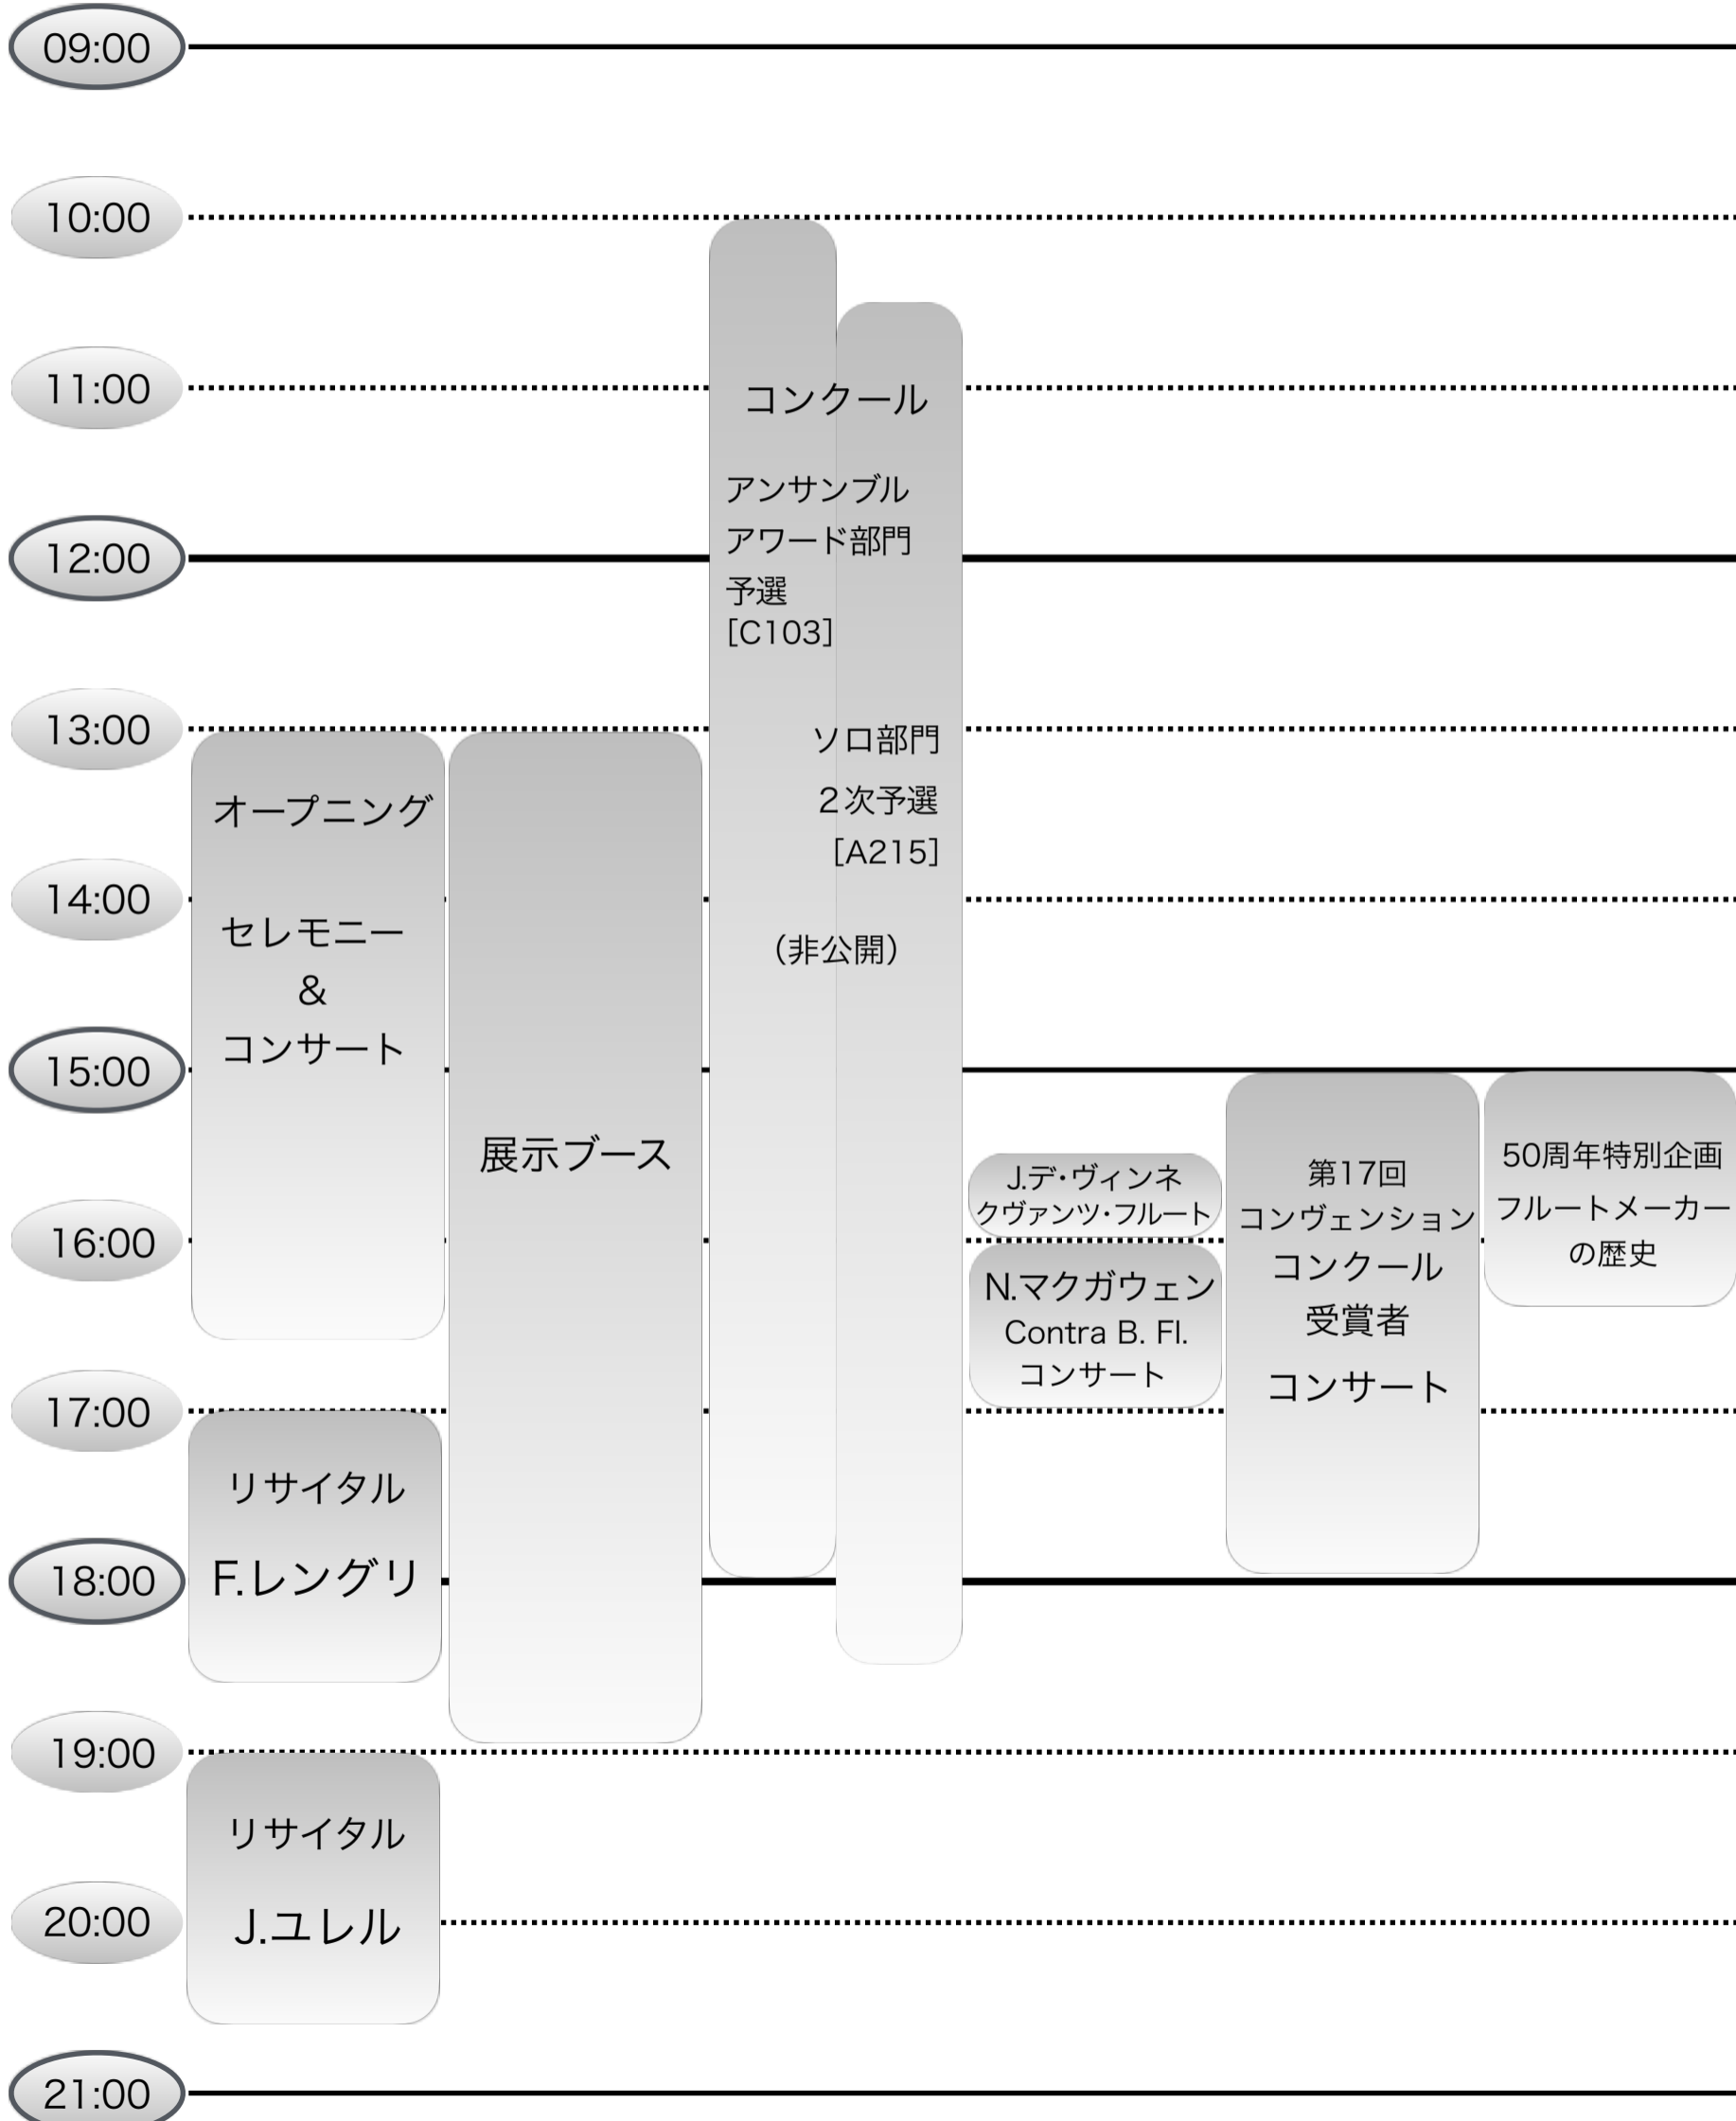 09:00
10:00
11:00
12:00
13:00
14:00
15:00
16:00
17:00
18:00
19:00
20:00
21:00
オープニング
セレモニー
&
コンサート
リサイタル
F.レングリ
リサイタル
J.ユレル
展示ブース
コンクール
アンサンブル
アワード部門
予選
[C103]
ソロ部門
2次予選
[A215]
（非公開）
J.デ・ヴィンネ
クヴァンツ・フルート
N.マクガウェン
Contra B. Fl.
コンサート
第17回
コンヴェンション
コンクール
受賞者
コンサート
50周年特別企画
フルートメーカー
の歴史